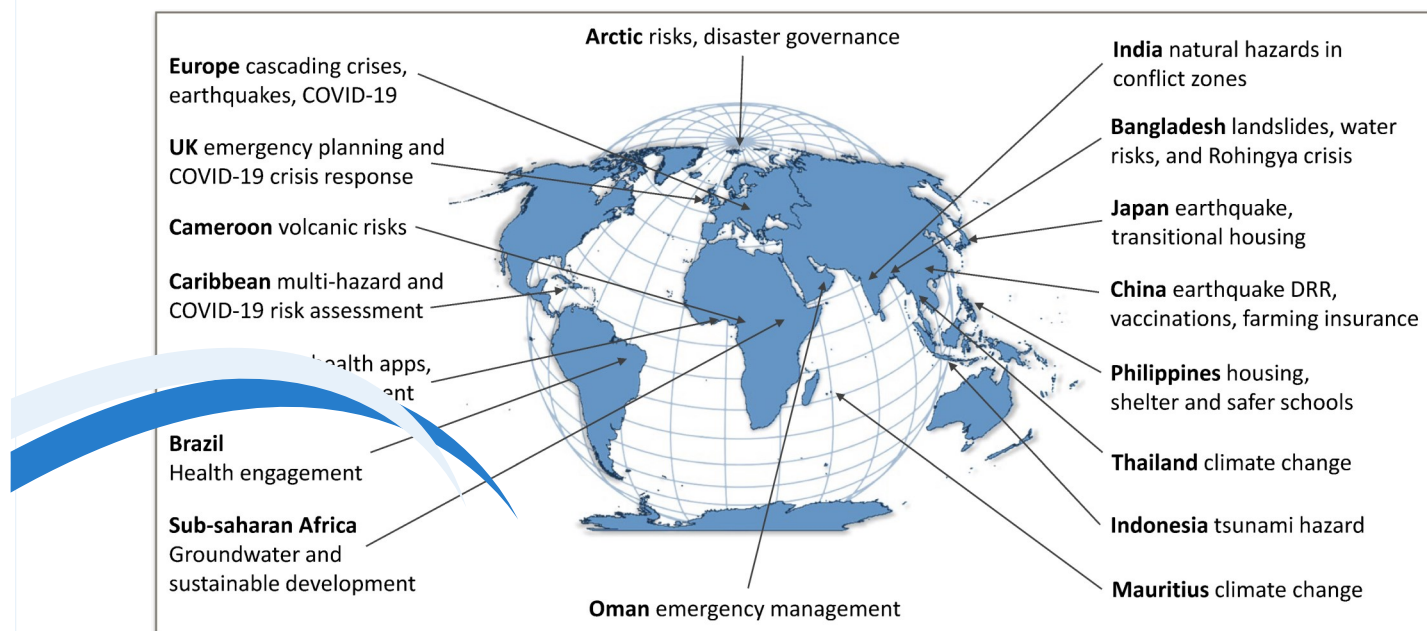 Arctic risks, disaster governance
Europe cascading crises,
earthquakes, COVID-19
UK emergency planning and
COVID-19 crisis response
Cameroon volcanic risks
Caribbean multi-hazard and
COVID-19 risk assessment
apps,
Brazil
Health engagement
Sub-saharan Africa
Groundwater and
sustainable development
Oman emergency management
India natural hazards in
conflict zones
Bangladesh landslides, water
risks, and Rohingya crisis
Japan earthquake,
transitional housing
China earthquake DRR,
vaccinations, farming insurance
Philippines housing,
shelter and safer schools
Thailand climate change
Indonesia tsunami hazard
Mauritius climate change